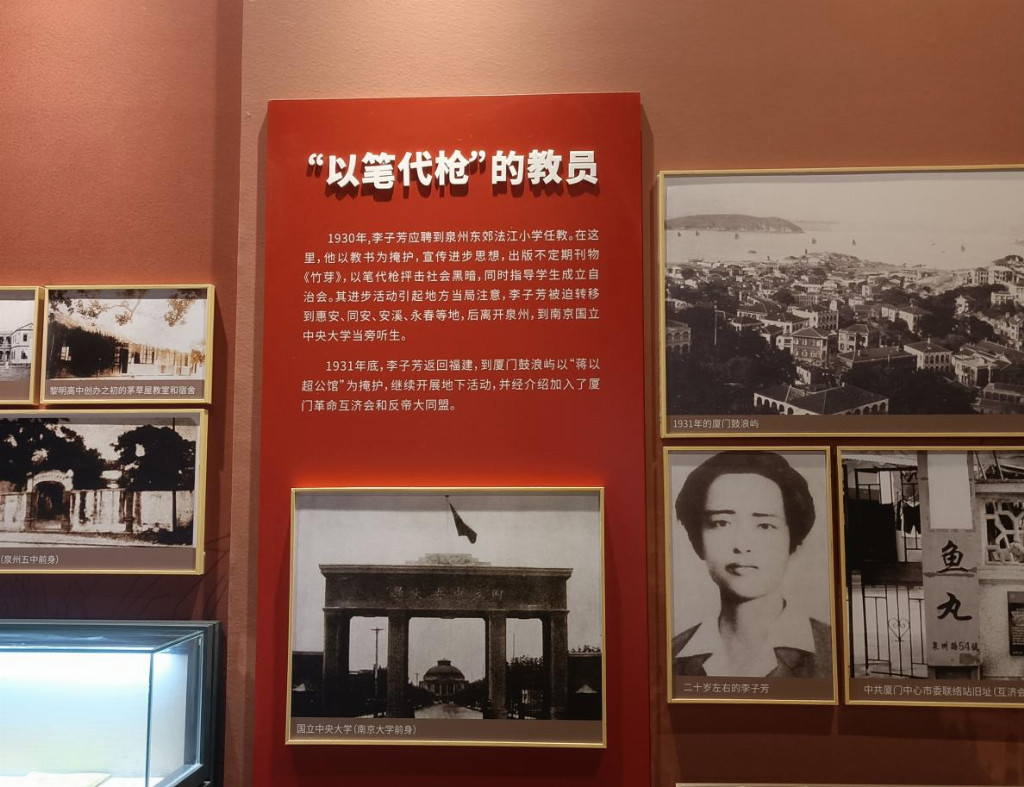 “以笔代枪”的教员
1930年,李子芳应聘到泉州东郊法江小学任教。在这
里,他以教书为掩护,宣传进步思想,出版不定期刊物
《竹芽》,以笔代枪抨击社会黑暗,同时指导学生成立自
治会。其进步活动引起地方当局注意,李子芳被迫转移
到惠安、同安、安溪、永春等地,后离开泉州,到南京国立
中央大学当旁听生。
1931年底,李子芳返回福建,到厦门鼓浪屿以“蒋以
超公馆”为掩护,继续开展地下活动,并经介绍加入了厦
门革命互济会和反帝大同盟。
黎明高中创办之初的茅草屋教室和宿舍
(泉州五中前身)
國立中央大學
国立中央大学(南京大学前身)
1931年的厦门鼓浪屿
二十岁左右的李子芳
鱼
丸
泉州路54號
中共厦门中心市委联络站旧址(互济会